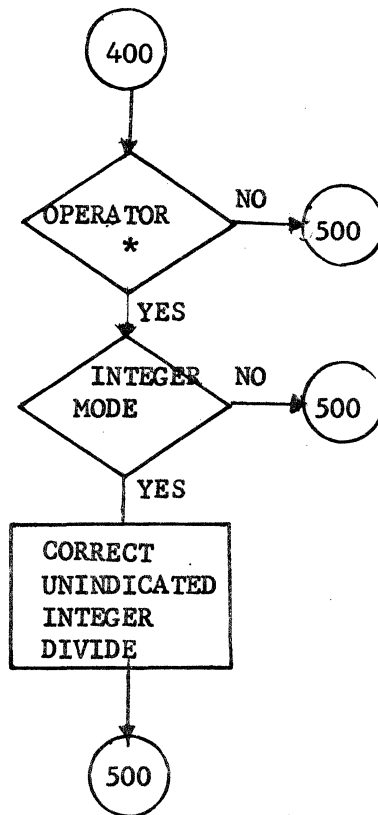 400
OPERATOR
*
NO
500
YES
INTEGER
MODE
NO
500
YES
CORRECT
UNINDICATED
INTEGER
DIVIDE
500